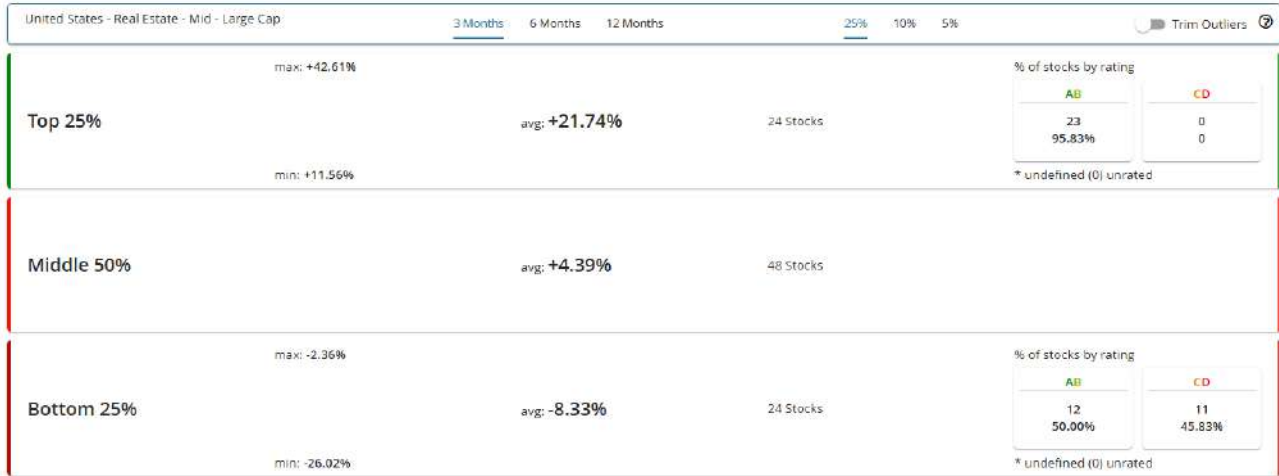 United States - Real Estate - Mid - Large Cap 3 Months 6 Months 12 Months 25% 10% 5% Trim Outliers ?
max: +42.61% % of stocks by rating
AB CD
Top 25% avg: +21.74% 24 Stocks 23 0
95.83% 0
min: +11.56% * undefined (0) unrated
Middle 50% avg: +4.39% 48 Stocks
max: -2.36% % of stocks by rating
AB CD
Bottom 25% avg: -8.33% 24 Stocks 12 11
50.00% 45.83%
min: -26.02% * undefined (0) unrated